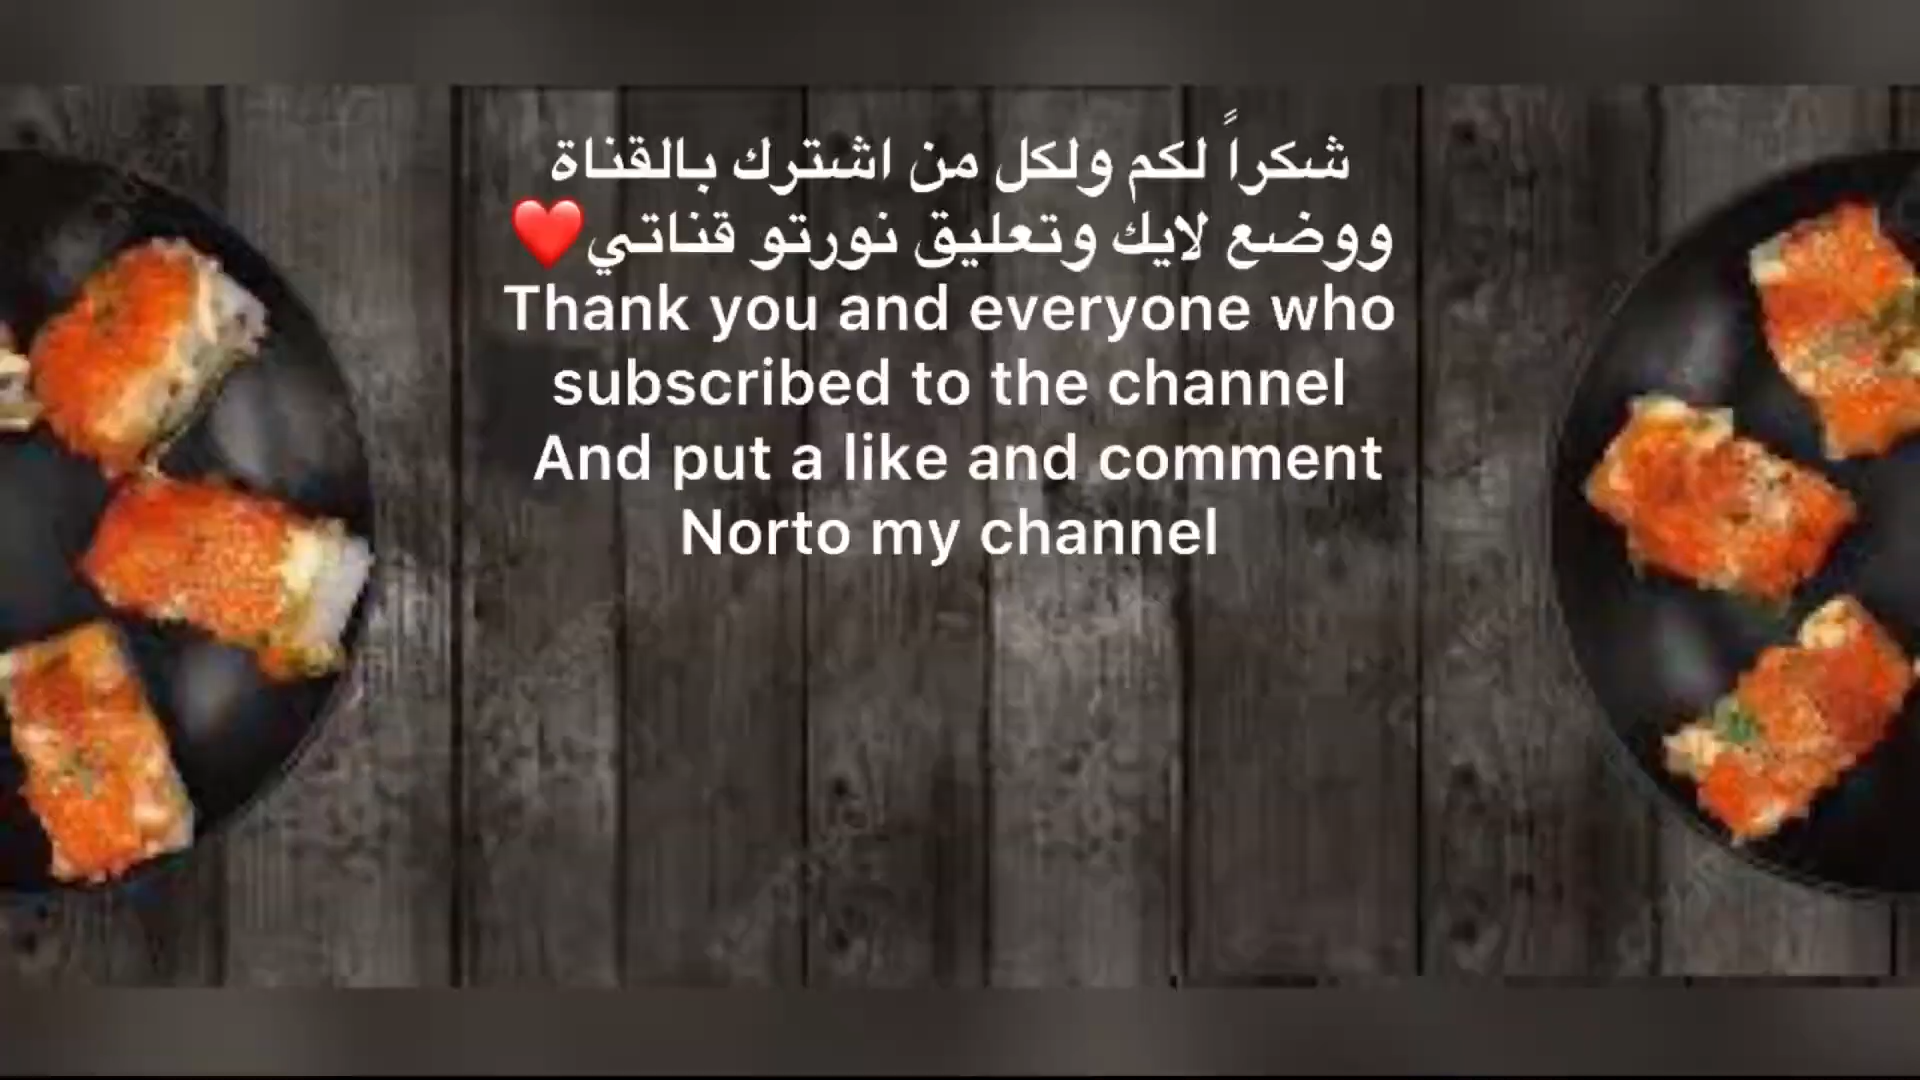 شكراً لكم ولكل من اشترك بالقناة
ووضع لايك وتعليق نورتو قناتي❤️
Thank you and everyone who
subscribed to the channel
And put a like and comment
Norto my channel